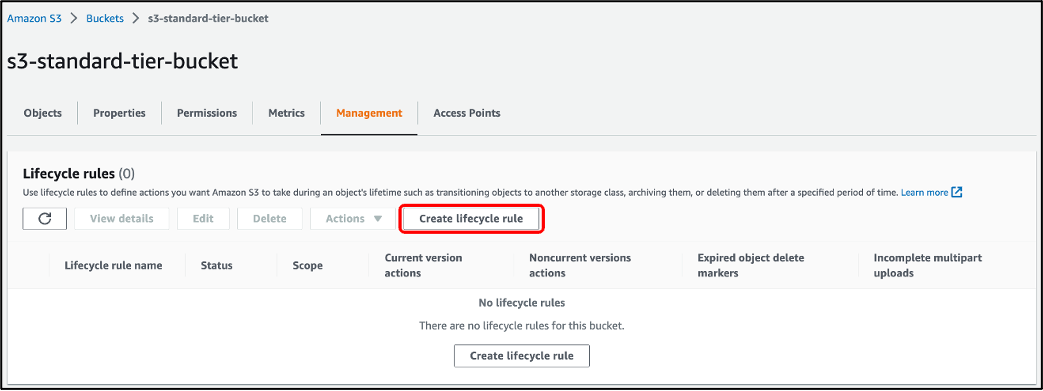 Amazon S3 > Buckets > s3-standard-tier-bucket
s3-standard-tier-bucket
Objects Properties Permissions Metrics Management Access Points
Lifecycle rules (0)
Use lifecycle rules to define actions you want Amazon S3 to take during an object's lifetime such as transitioning objects to another storage class, archiving them, or deleting them after a specified period of time. Learn more
View details Edit Delete Actions Create lifecycle rule
Lifecycle rule name Status Scope Current version actions Noncurrent versions actions Expired object delete markers Incomplete multipart uploads
No lifecycle rules
There are no lifecycle rules for this bucket.
Create lifecycle rule